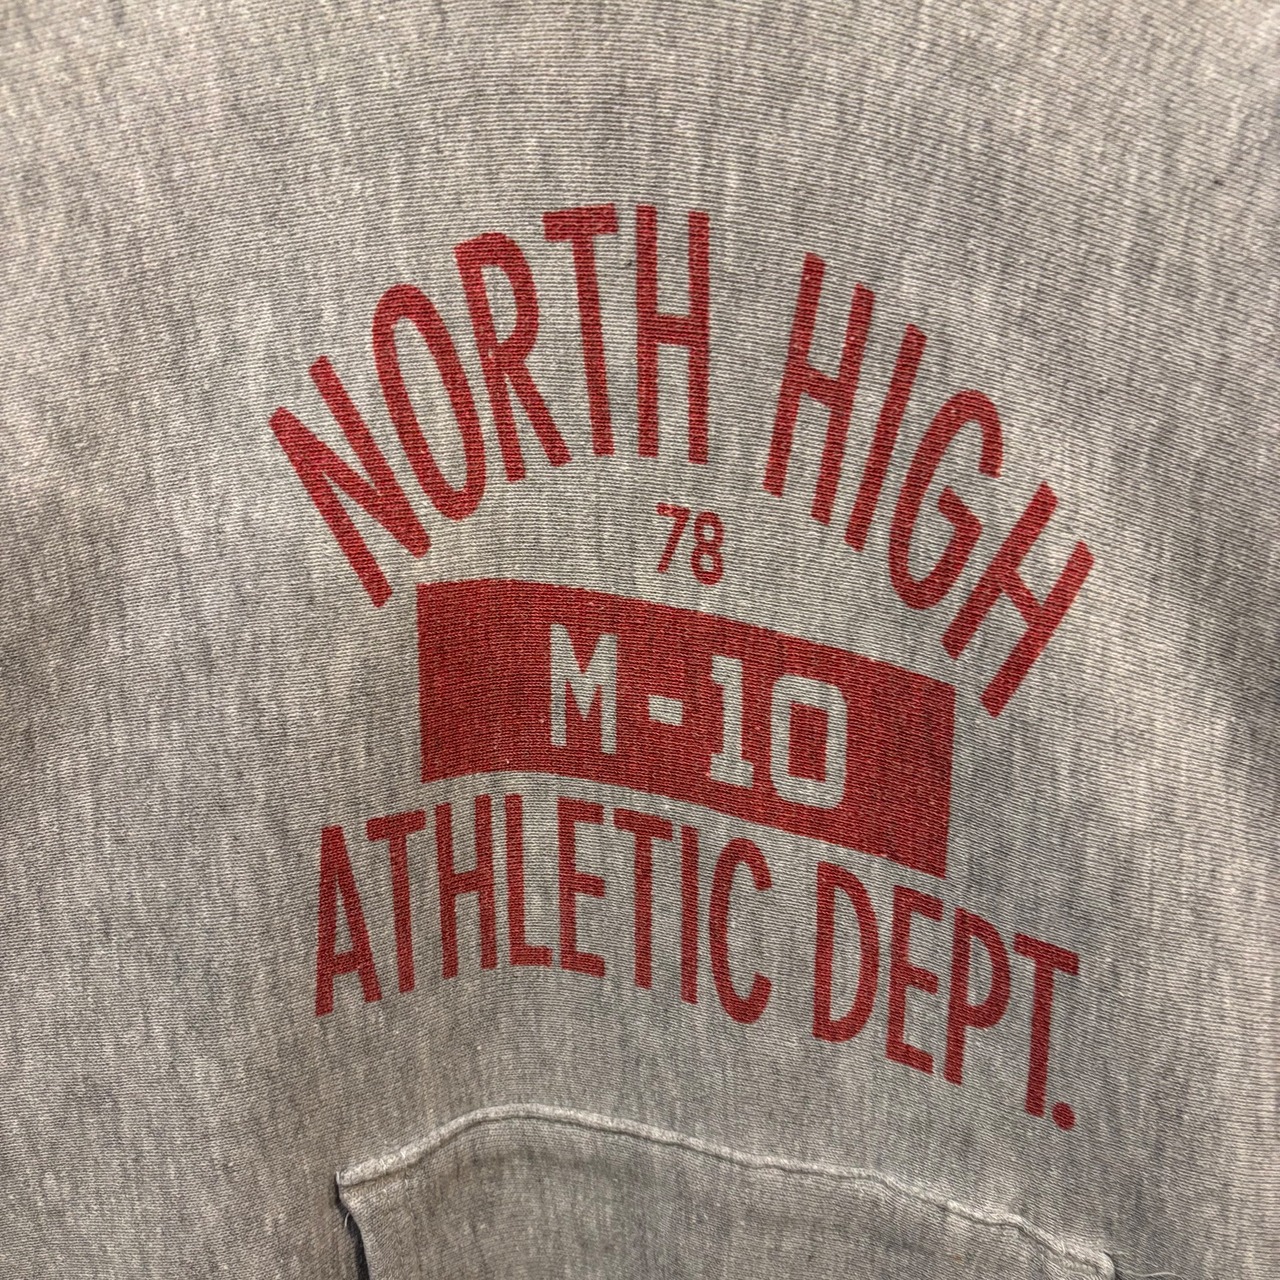 NORTH HIGH
78
M-10
ATHLETIC DEPT.